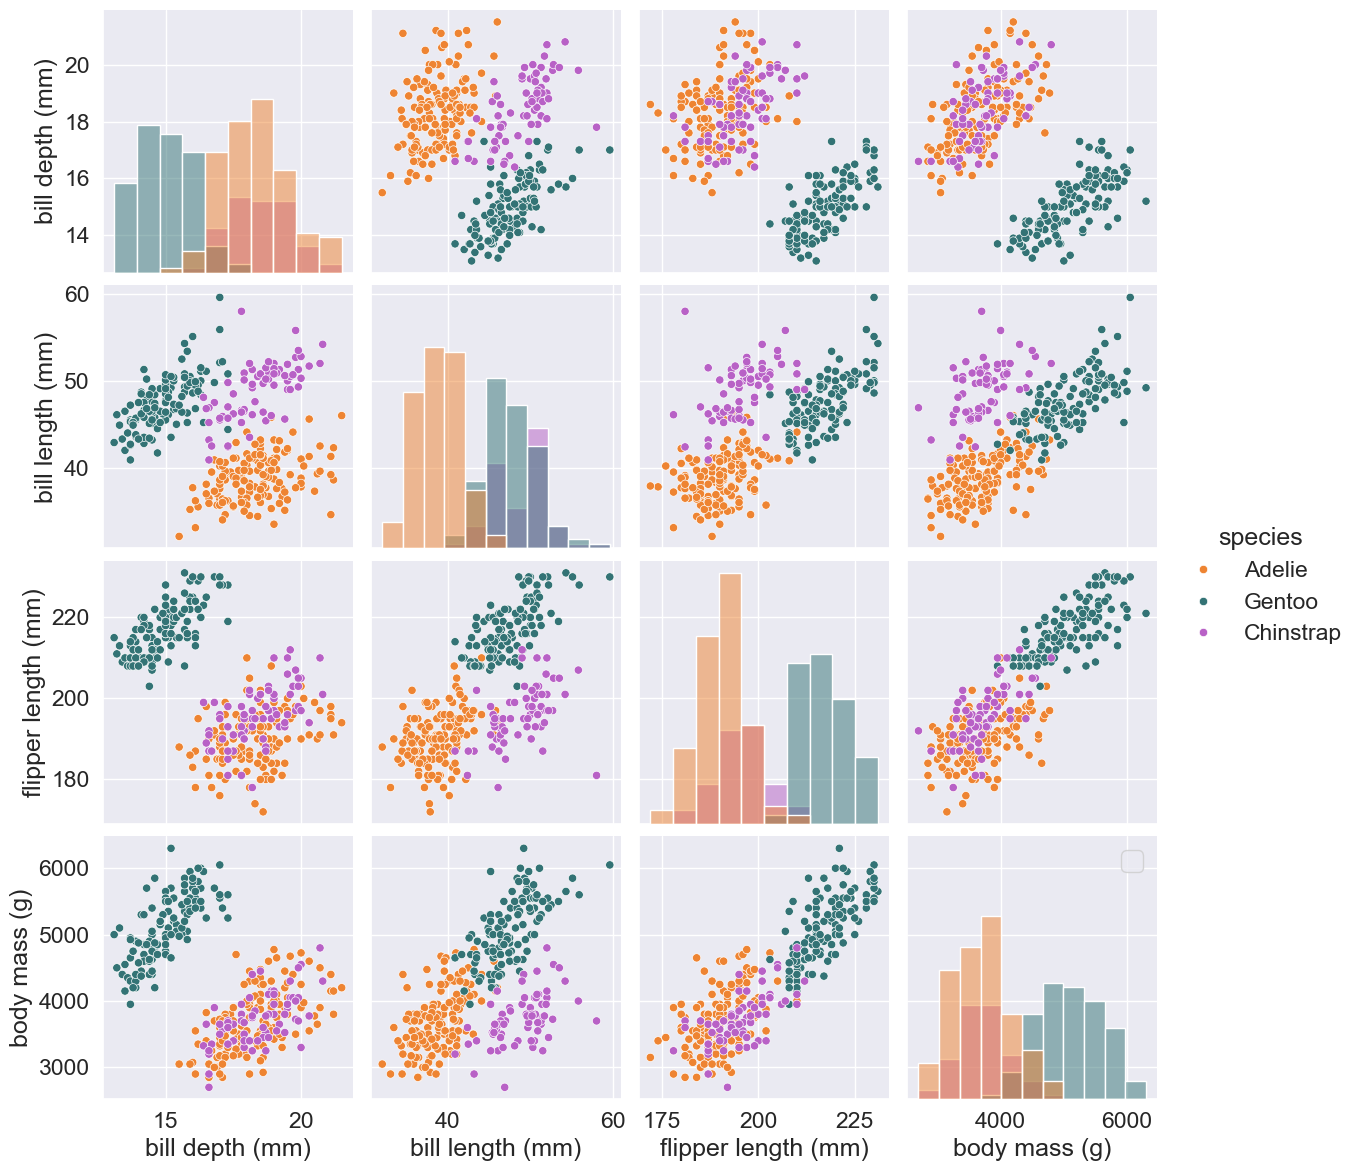 bill depth (mm)
20
18
16
14
bill length (mm)
60
50
40
flipper length (mm)
220
200
180
body mass (g)
6000
5000
4000
3000
15 20
40 60
175 200 225
4000 6000
bill depth (mm)
bill length (mm)
flipper length (mm)
body mass (g)
species
Adelie
Gentoo
Chinstrap